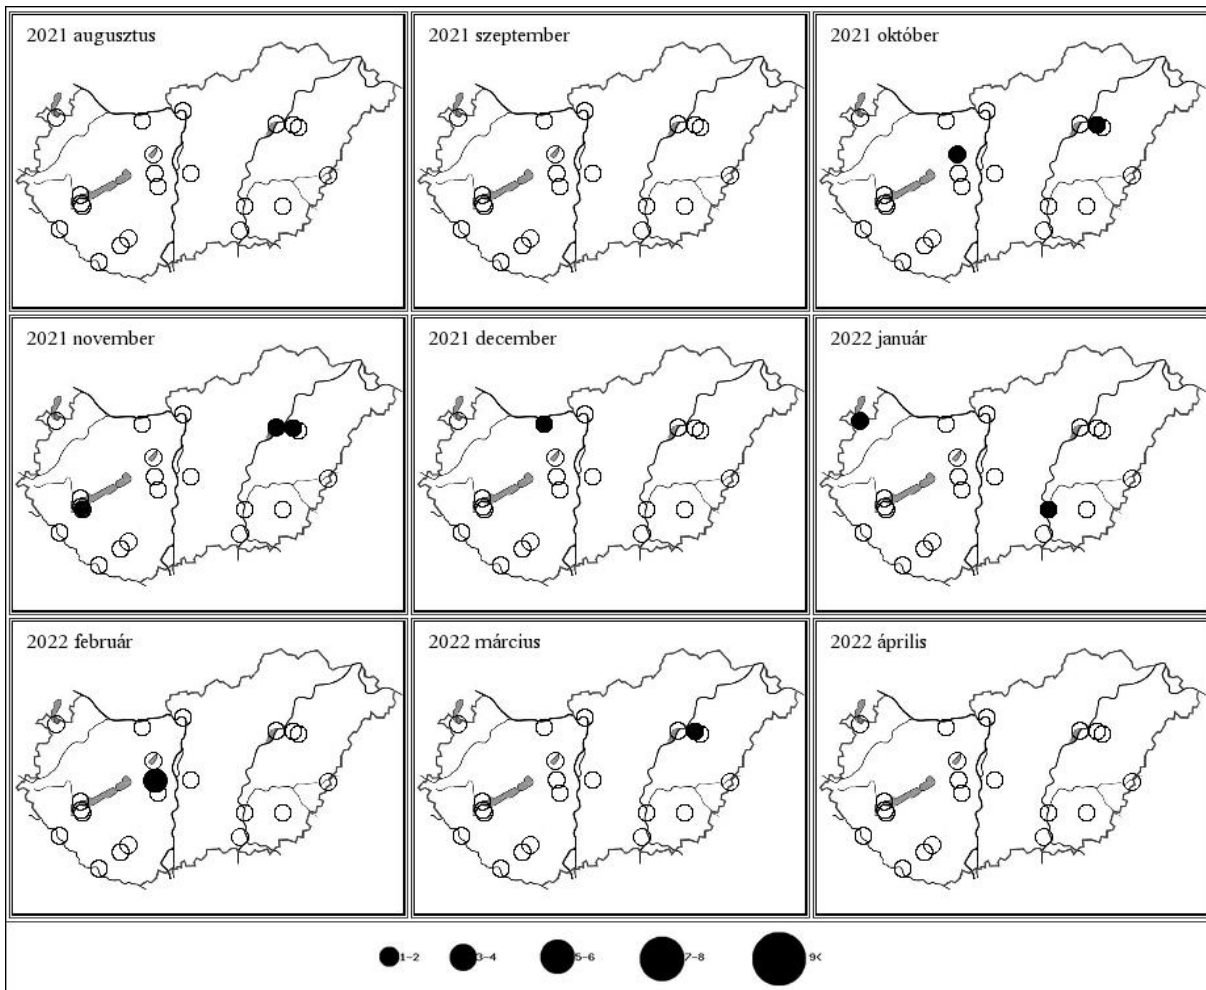 2021 augusztus
2021 szeptember
2021 október
2021 november
2021 december
2022 január
2022 február
2022 március
2022 április
1-2 3-4 5-6 7-8 9<